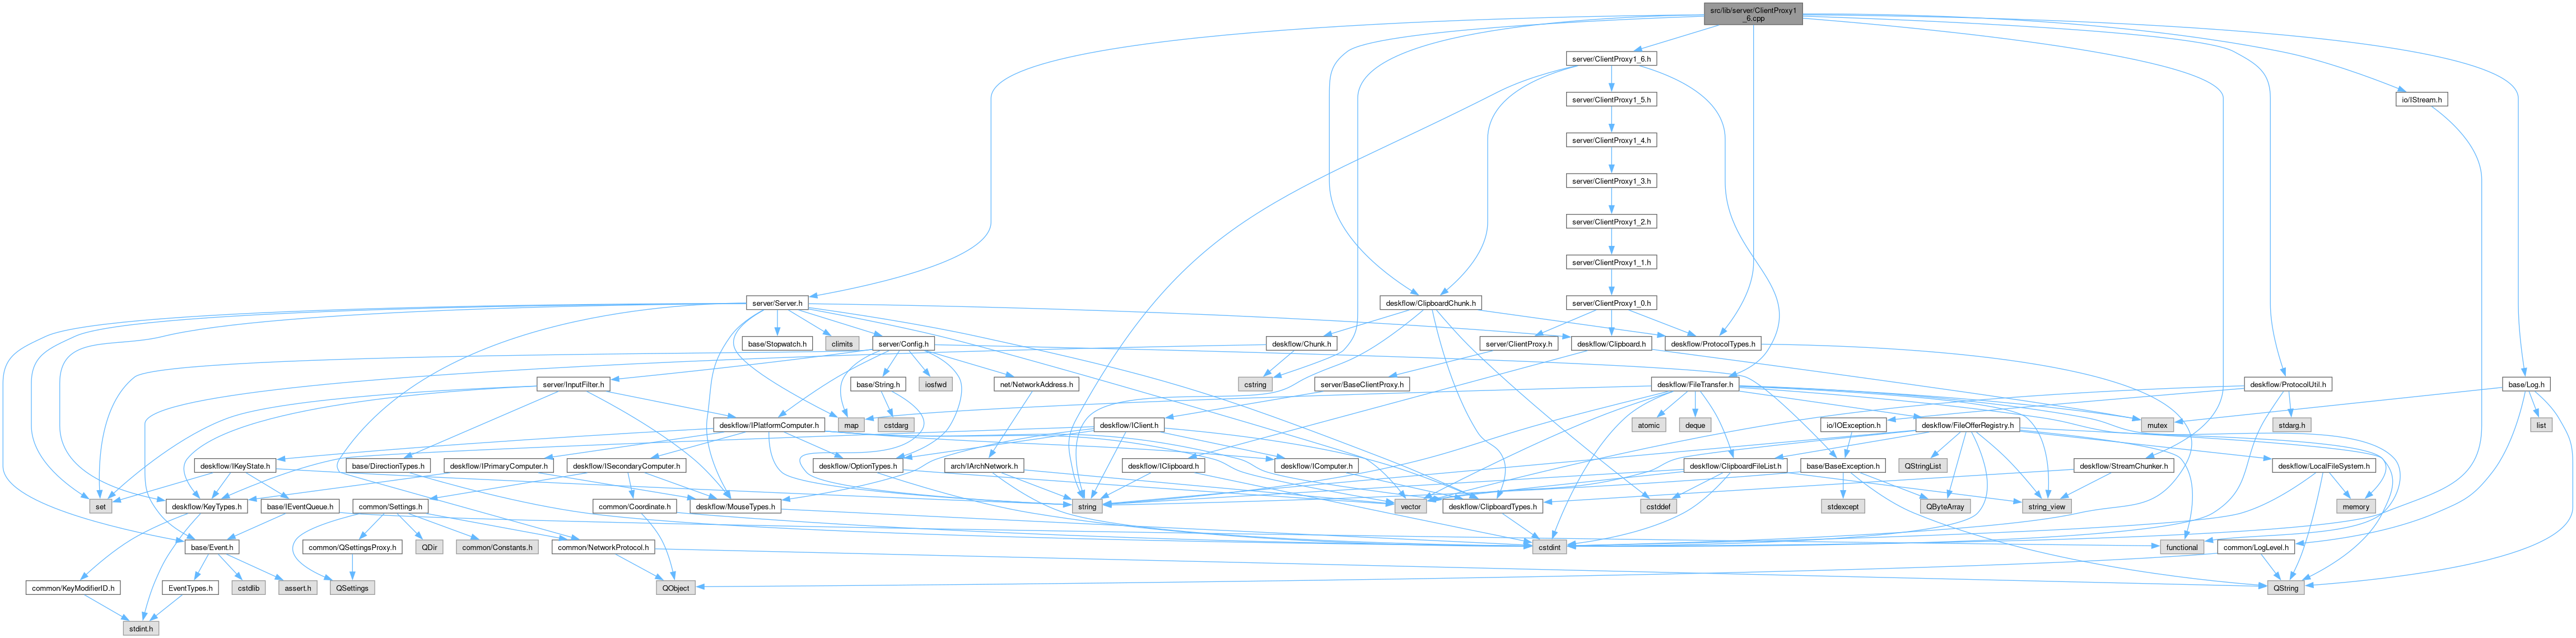 src/lib/server/ClientProxy1
_6.cpp
server/ClientProxy1_6.h
io/IStream.h
server/ClientProxy1_5.h
server/ClientProxy1_4.h
server/ClientProxy1_3.h
server/ClientProxy1_2.h
server/ClientProxy1_1.h
server/Server.h
deskflow/ClipboardChunk.h
server/ClientProxy1_0.h
base/Stopwatch.h
climits
server/Config.h
deskflow/Chunk.h
server/ClientProxy.h
deskflow/Clipboard.h
deskflow/ProtocolTypes.h
server/InputFilter.h
base/String.h
iosfwd
net/NetworkAddress.h
cstring
server/BaseClientProxy.h
deskflow/FileTransfer.h
deskflow/ProtocolUtil.h
base/Log.h
deskflow/IPlatformComputer.h
cstdarg
map
deskflow/IClient.h
atomic
deque
io/IOException.h
deskflow/FileOfferRegistry.h
mutex
stdarg.h
list
deskflow/IKeyState.h
base/DirectionTypes.h
deskflow/IPrimaryComputer.h
deskflow/ISecondaryComputer.h
deskflow/OptionTypes.h
arch/IArchNetwork.h
deskflow/IClipboard.h
deskflow/IComputer.h
deskflow/ClipboardFileList.h
base/BaseException.h
QStringList
deskflow/StreamChunker.h
deskflow/LocalFileSystem.h
set
deskflow/KeyTypes.h
base/IEventQueue.h
common/Settings.h
common/Coordinate.h
deskflow/MouseTypes.h
string
vector
deskflow/ClipboardTypes.h
cstddef
stdexcept
QByteArray
string_view
memory
base/Event.h
common/QSettingsProxy.h
QDir
common/Constants.h
common/NetworkProtocol.h
cstdint
functional
common/LogLevel.h
common/KeyModifierID.h
EventTypes.h
cstdlib
assert.h
QSettings
QObject
QString
stdint.h